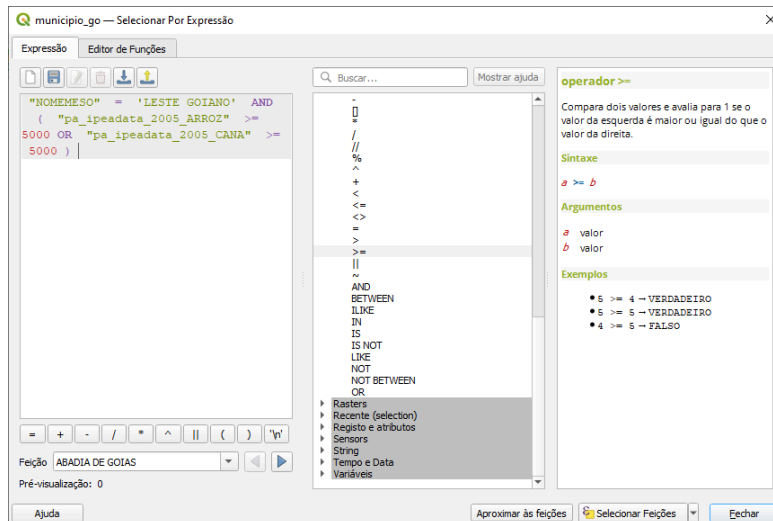 municipio_go — Selecionar Por Expressão
Expressão
Editor de Funções
"NOMEMESO" = 'LESTE GOIANO' AND
( "pa_ipeadata_2005_ARROZ" >=
5000 OR "pa_ipeadata_2005_CANA" >=
5000 )
= + - / * ^ || ( ) '\n'
Feição ABADIA DE GOIAS
Pré-visualização: 0
Buscar...
Mostrar ajuda
-
[]
*
/
//
%
^
+
<
<=
<>
=
>
>=
||
~
AND
BETWEEN
ILIKE
IN
IS
IS NOT
LIKE
NOT
NOT BETWEEN
OR
Rasters
Recente (selection)
Registo e atributos
Sensors
String
Tempo e Data
Variáveis
operador >=
Compara dois valores e avalia para 1 se o
valor da esquerda é maior ou igual do que o
valor da direita.
Sintaxe
a >= b
Argumentos
a valor
b valor
Exemplos
• 5 >= 4 → VERDADEIRO
• 5 >= 5 → VERDADEIRO
• 4 >= 5 → FALSO
Ajuda
Aproximar às feições
Selecionar Feições
Fechar